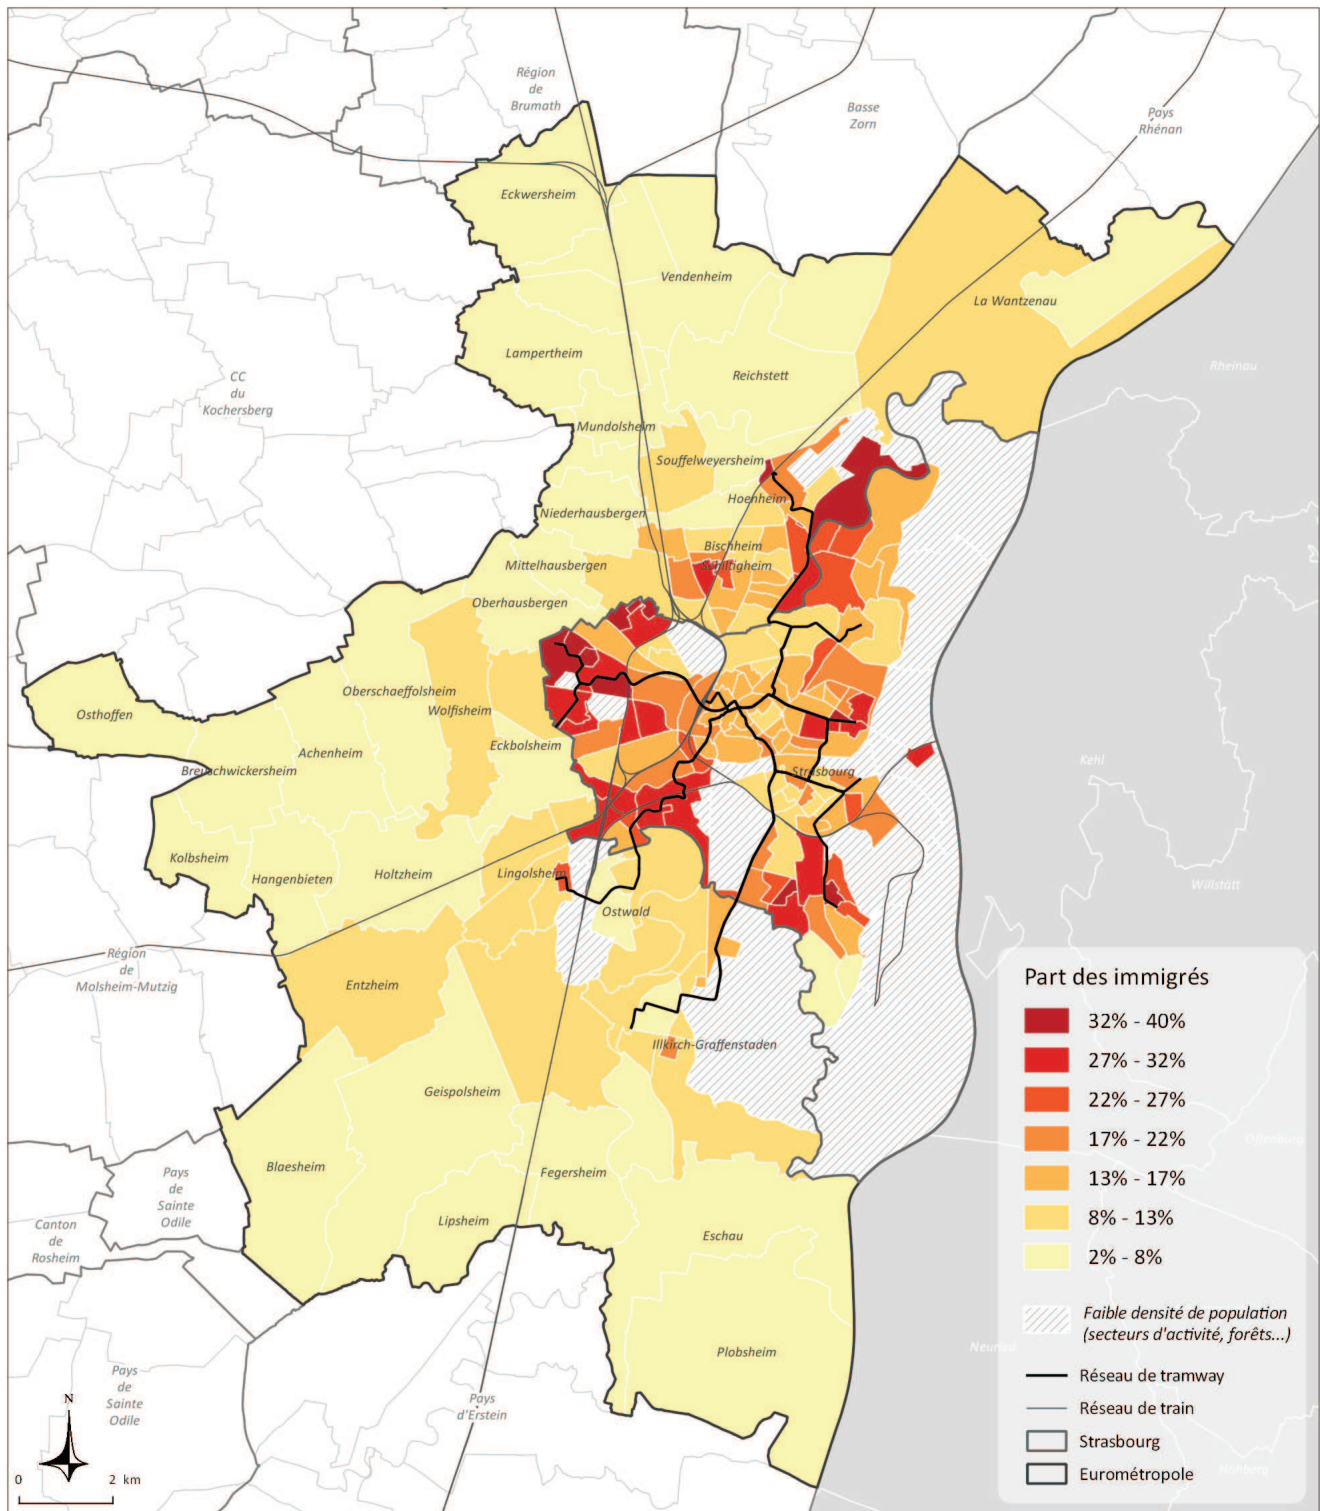 Région
de
Brumath
Basse
Zorn
Pays
Rhénan
Eckwersheim
Vendenheim
La Wantzenau
Lampertheim
Reichstett
Rheinau
CC
du
Kochersberg
Mundolsheim
Souffelweyersheim
Hoenheim
Niederhausbergen
Bischheim
Schiltigheim
Mittelhausbergen
Oberhausbergen
Oberschaeffolsheim
Wolfisheim
Osthoffen
Achenheim
Eckbolsheim
Breuschwickersheim
Strasbourg
Kehl
Kolbsheim
Hangenbieten
Holtzheim
Lingolsheim
Willstätt
Ostwald
Région
de
Molsheim-Mutzig
Entzheim
Illkirch-Graffenstaden
Geispolsheim
Blaesheim
Fegersheim
Pays
de
Sainte
Odile
Lipsheim
Eschau
Canton
de
Rosheim
Plobsheim
Pays
de
Sainte
Odile
Pays
d'Erstein
Offenburg
Neuried
Hohberg
N
0 2 km
Part des immigrés
32% - 40%
27% - 32%
22% - 27%
17% - 22%
13% - 17%
8% - 13%
2% - 8%
Faible densité de population
(secteurs d'activité, forêts...)
Réseau de tramway
Réseau de train
Strasbourg
Eurométropole